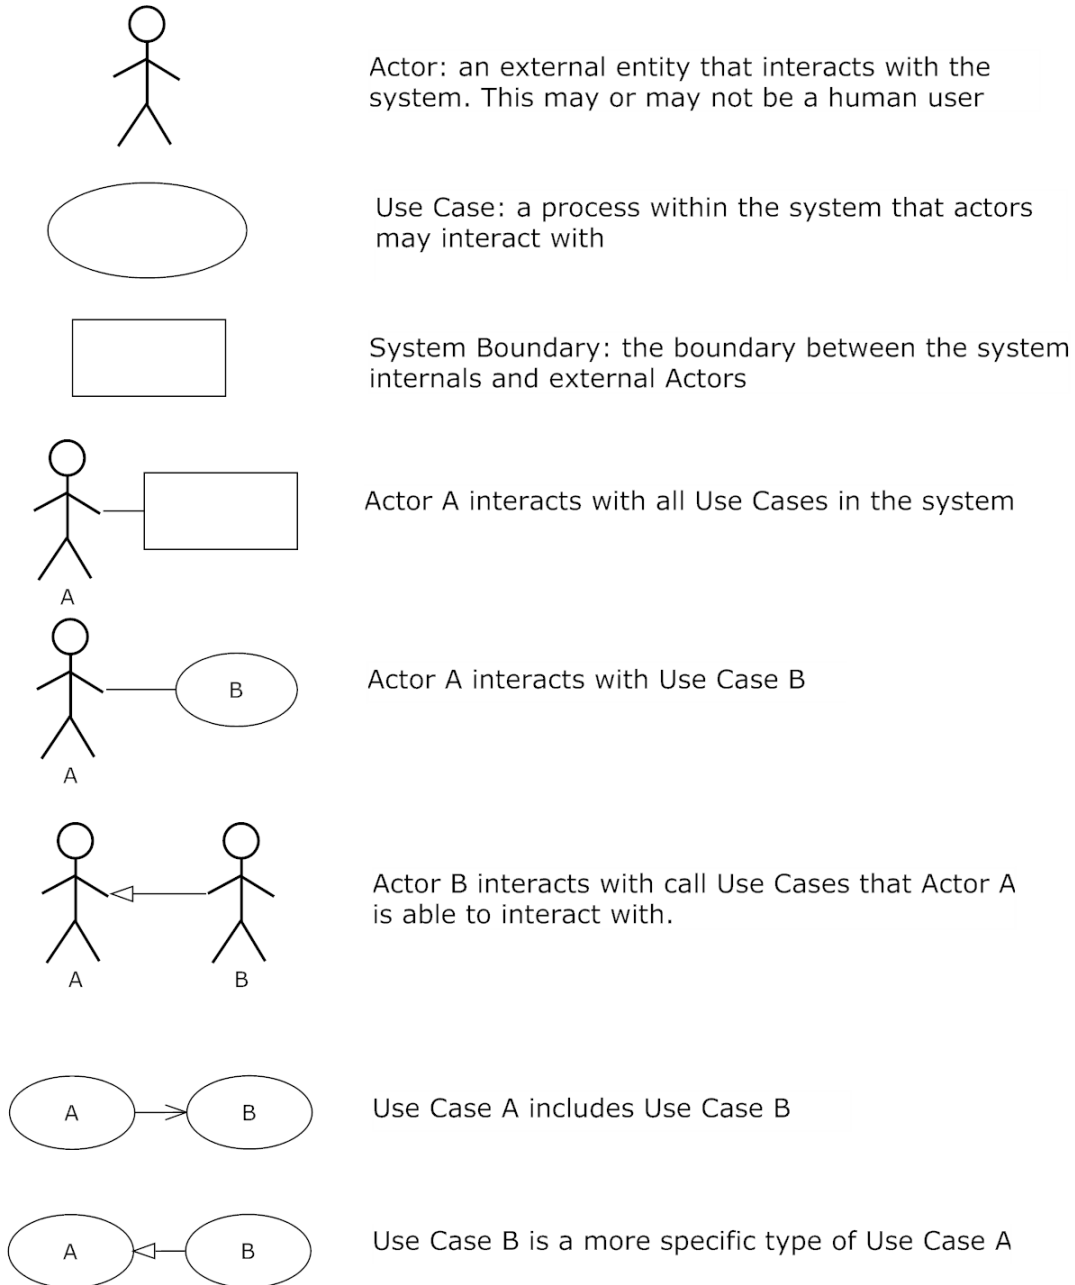 Actor: an external entity that interacts with the
system. This may or may not be a human user
Use Case: a process within the system that actors
may interact with
System Boundary: the boundary between the system
internals and external Actors
Actor A interacts with all Use Cases in the system
A
Actor A interacts with Use Case B
B
A
Actor B interacts with call Use Cases that Actor A
is able to interact with.
A B
A B
Use Case A includes Use Case B
A B
Use Case B is a more specific type of Use Case A